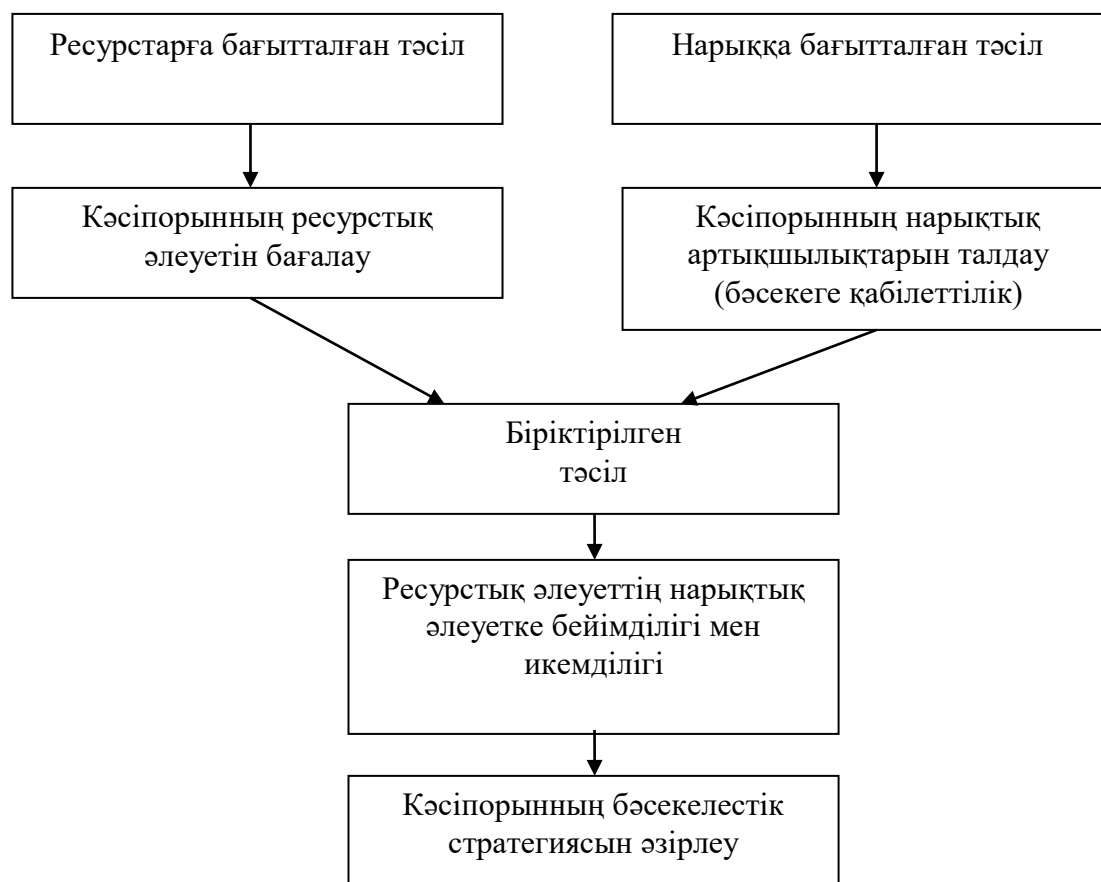 Ресурстарға бағытталған тәсіл
Нарыққа бағытталған тәсіл
Кәсіпорынның ресурстық
әлеуетін бағалау
Кәсіпорынның нарықтық
артықшылықтарын талдау
(бәсекеге қабілеттілік)
Біріктірілген
тәсіл
Ресурстық әлеуеттің нарықтық
әлеуетке бейімділігі мен
икемділігі
Кәсіпорынның бәсекелестік
стратегиясын әзірлеу